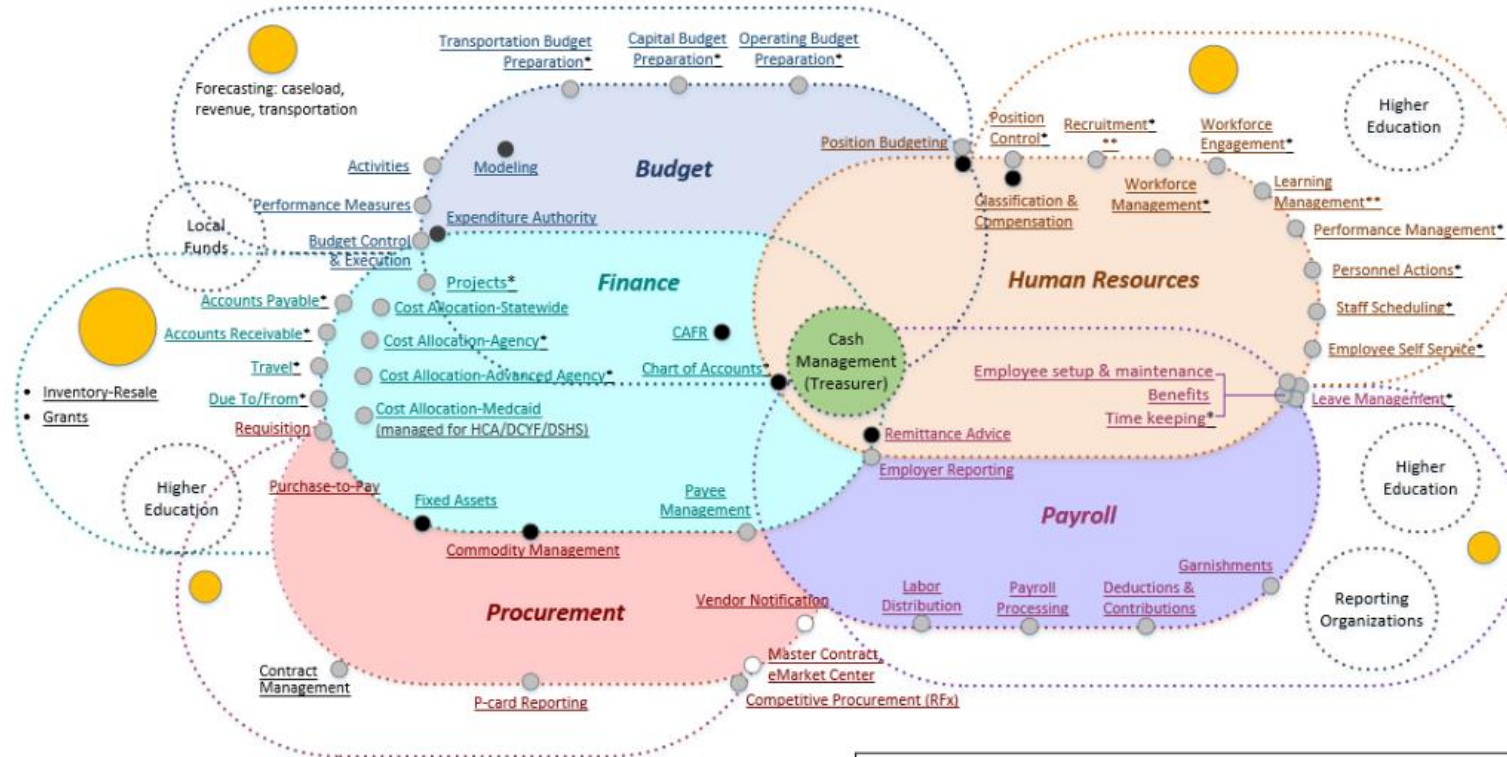 Transportation Budget
Preparation*
Capital Budget
Preparation*
Operating Budget
Preparation*
Forecasting: caseload,
revenue, transportation
Activities
Modeling
Budget
Performance Measures
Expenditure Authority
Local
Funds
Budget Control
& Execution
Position Budgeting
Position
Control*
Recruitment*
**
Workforce
Engagement*
Higher
Education
Classification &
Compensation
Workforce
Management*
Learning
Management**
Performance Management*
Human Resources
Personnel Actions*
Staff Scheduling*
Employee Self Service*
Projects*
Finance
Accounts Payable*
Cost Allocation-Statewide
Accounts Receivable*
Cost Allocation-Agency*
CAFR
Travel*
Cost Allocation-Advanced Agency*
Chart of Accounts*
Cash
Management
(Treasurer)
• Inventory-Resale
• Grants
Due To/From*
Cost Allocation-Medcaid
(managed for HCA/DCYF/DSHS)
Requisition
Employee setup & maintenance
Benefits
Time keeping*
Leave Management*
Remittance Advice
Employer Reporting
Higher
Education
Purchase-to-Pay
Fixed Assets
Payee
Management
Commodity Management
Higher
Education
Payroll
Procurement
Vendor Notification
Labor
Distribution
Payroll
Processing
Deductions &
Contributions
Garnishments
Reporting
Organizations
Contract
Management
P-card Reporting
Master Contract,
eMarket Center
Competitive Procurement (RFx)